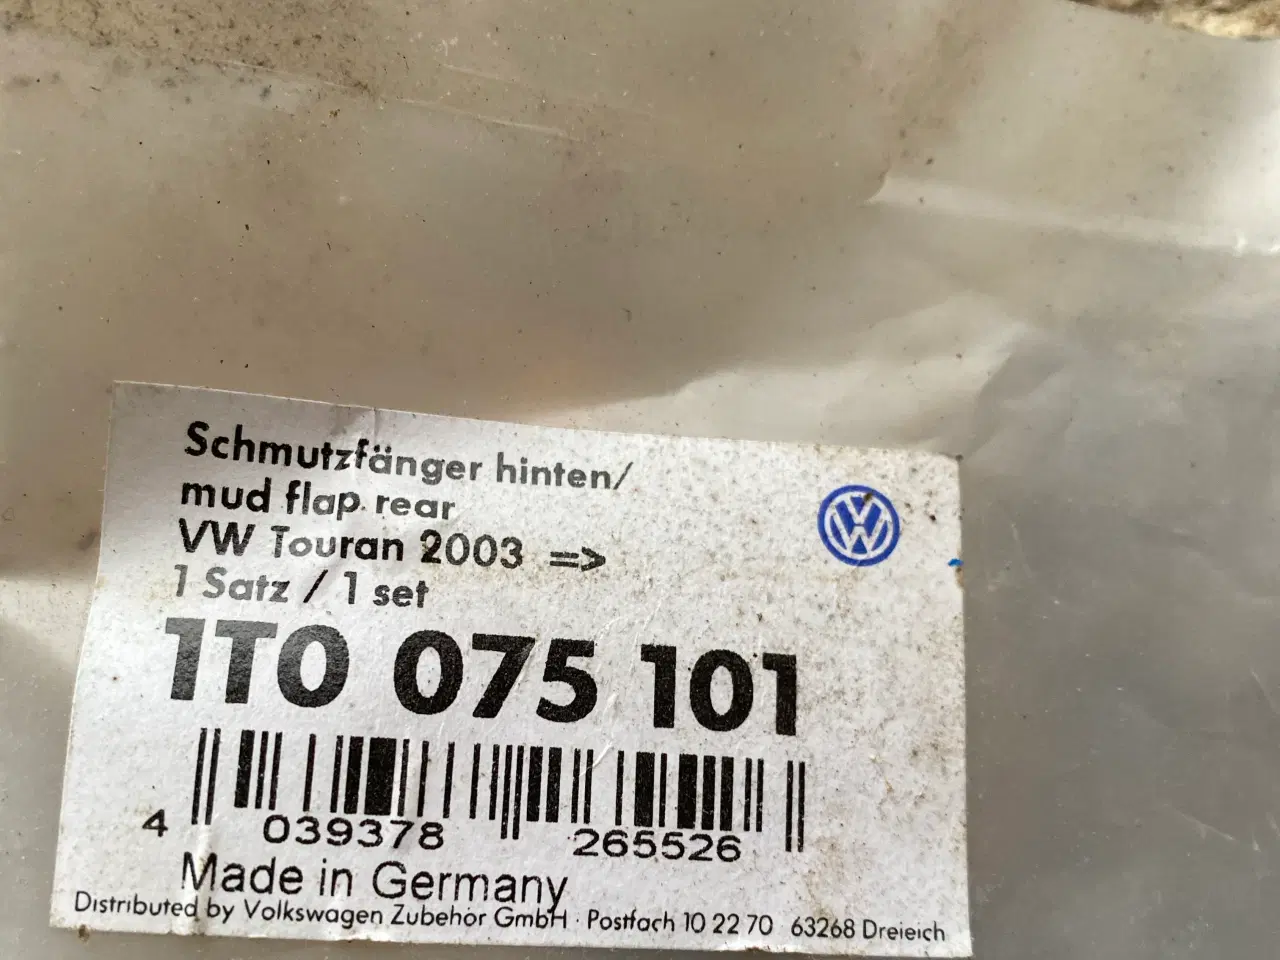 Schmutzfänger hinten/
mud flap rear
VW Touran 2003 =>
1 Satz / 1 set
1T0 075 101
4 039378 265526
Made in Germany
Distributed by Volkswagen Zubehör GmbH · Postfach 10 22 70 63268 Dreieich